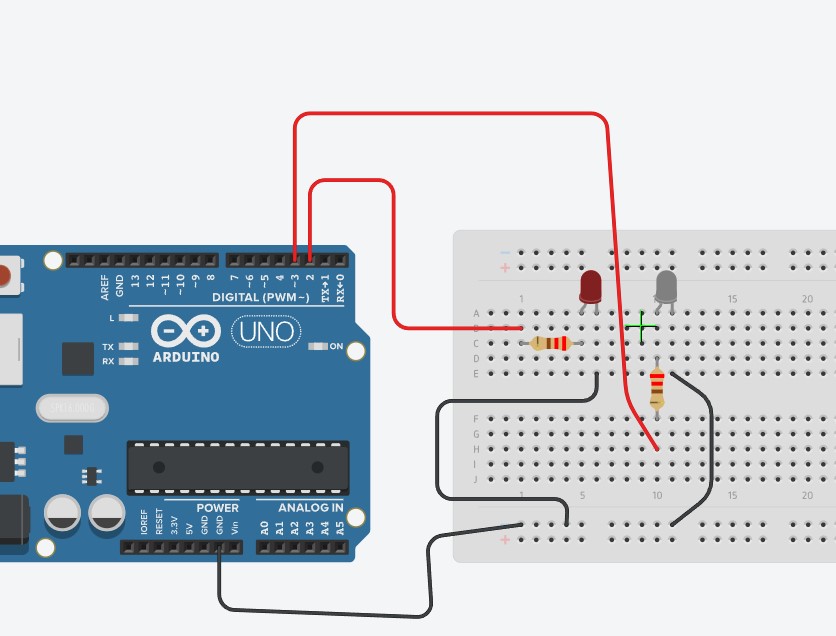 AREF
GND
13
12
~11
~10
~9
8
7
~6
~5
4
~3
2
TX→1
RX←0
DIGITAL (PWM~)
L
TX
RX
ARDUINO
UNO
ON
POWER
ANALOG IN
IOREF
RESET
3.3V
5V
GND
GND
Vin
A0
A1
A2
A3
A4
A5
1
15
20
A
C
D
E
F
G
H
I
J
1
5
10
15
20